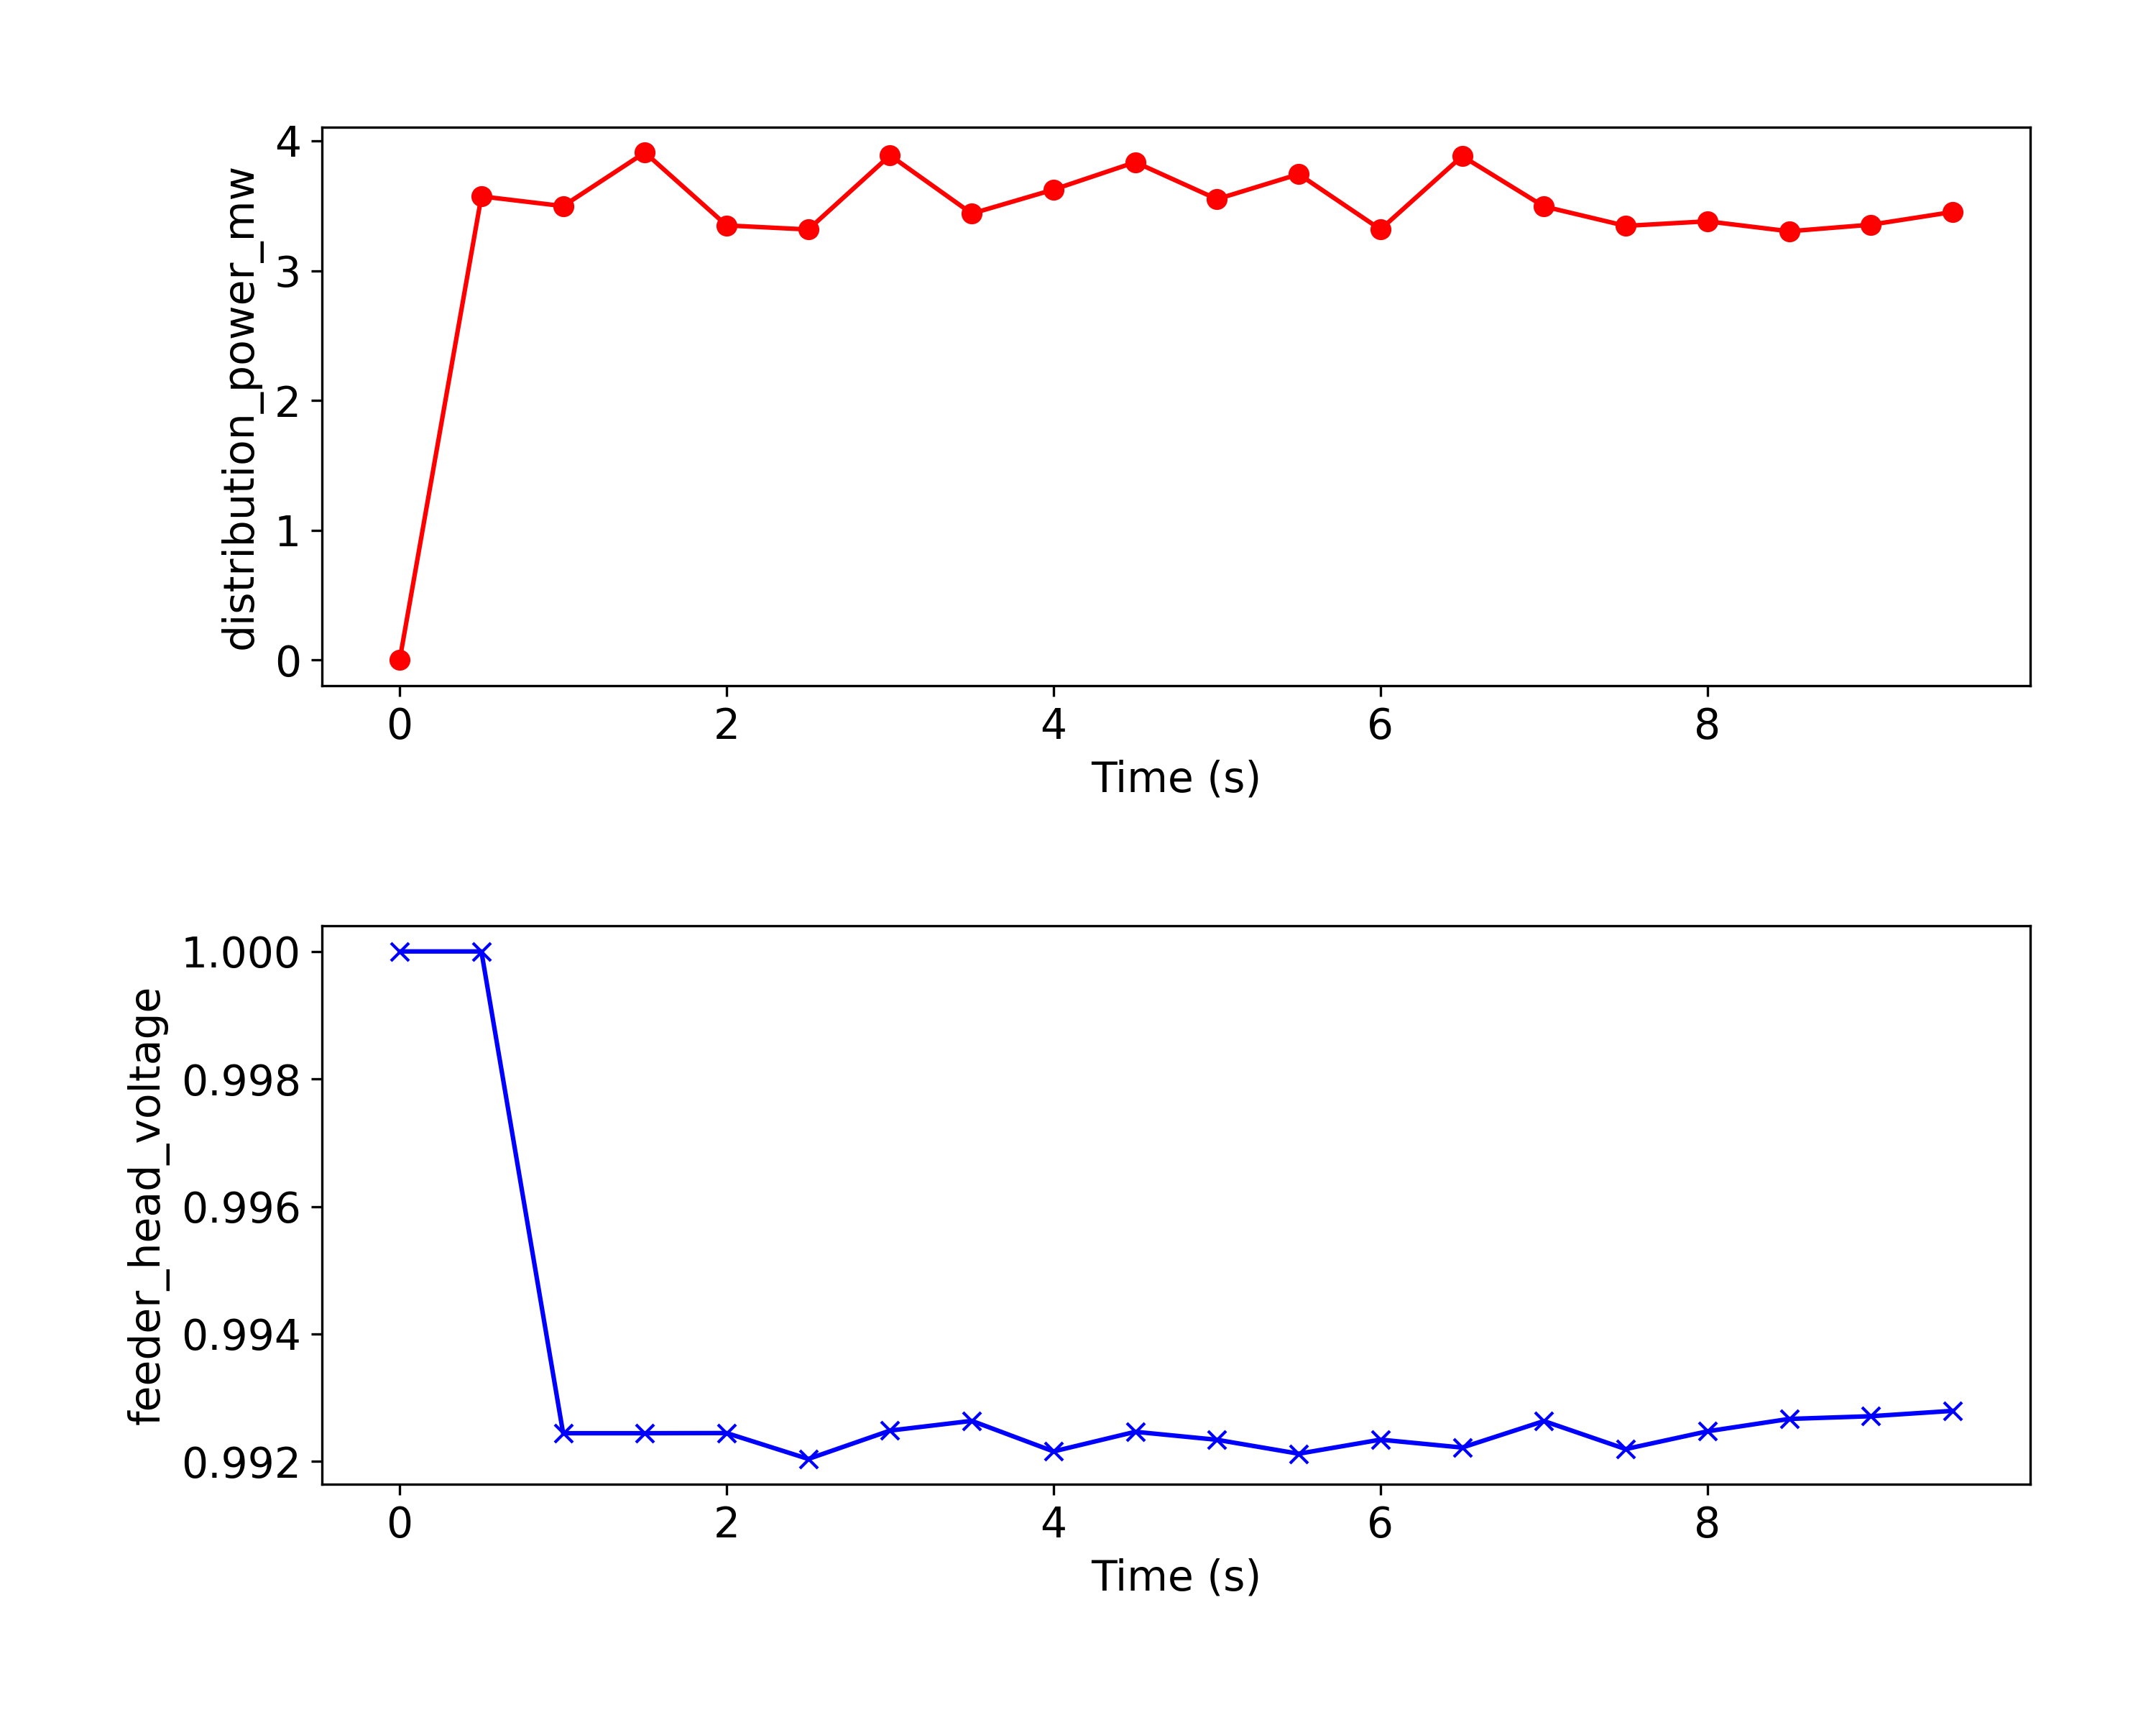 distribution_power_mw
4
3
2
1
0
0 2 4 6 8
Time (s)
feeder_head_voltage
1.000
0.998
0.996
0.994
0.992
0 2 4 6 8
Time (s)